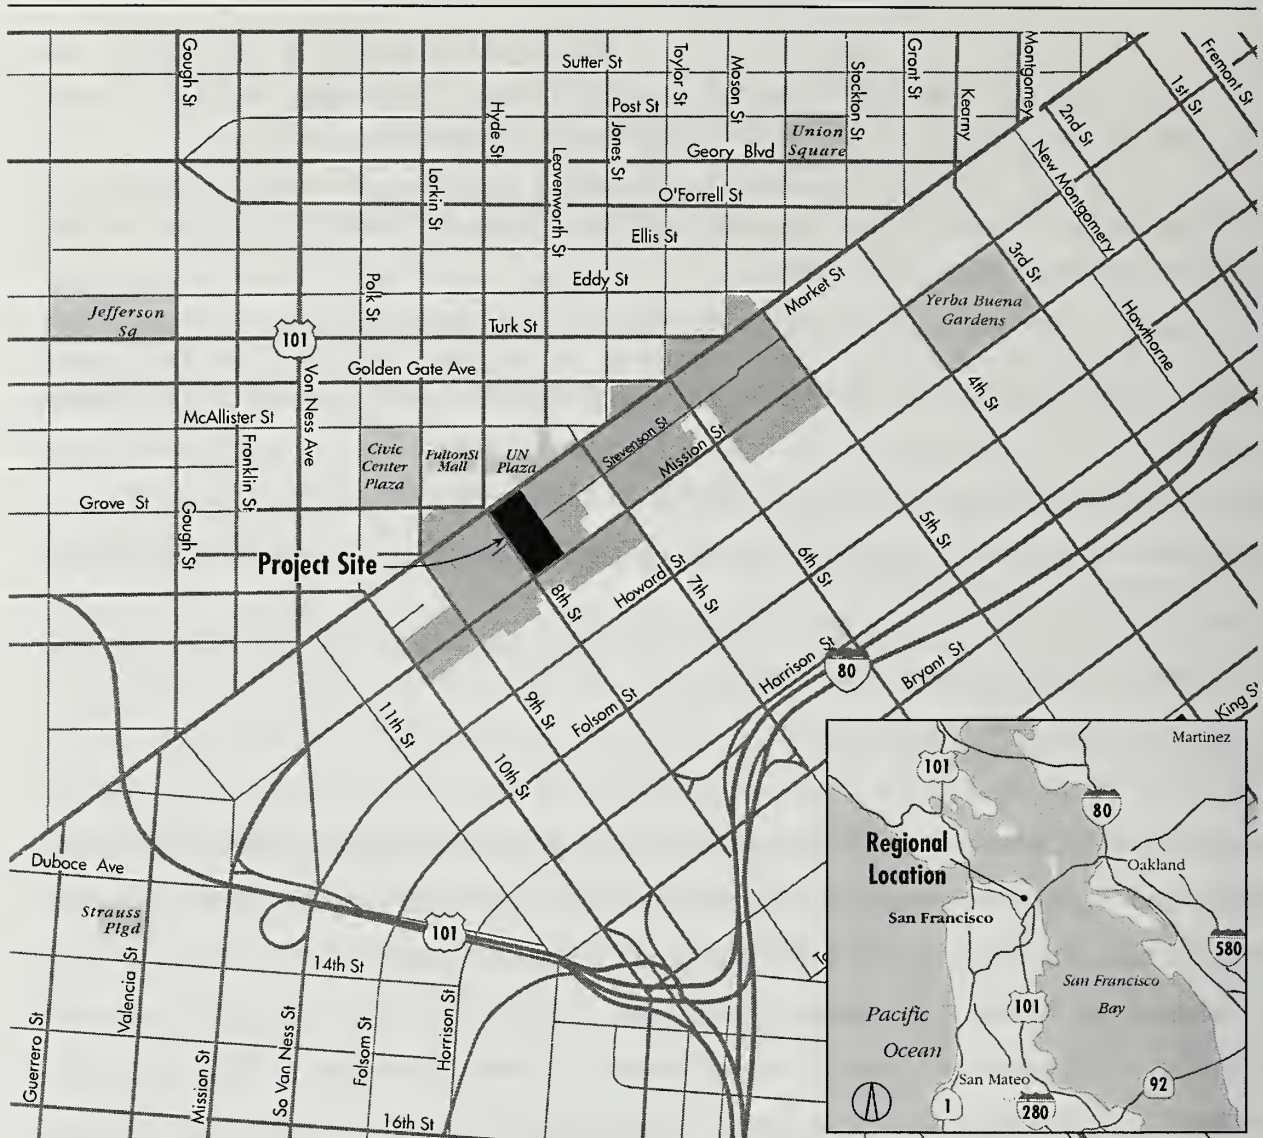 Gough St
Sutter St
Taylor St
Mason St
Stockton St
Grant St
Kearny
Montgomery
Fremont St
1st St
2nd St
Post St
Jones St
Hyde St
Leavenworth St
Union
Square
Geary Blvd
New Montgomery
Larkin St
O'Farrell St
Ellis St
Eddy St
3rd St
Market St
Polk St
Jefferson
Sq
Yerba Buena
Gardens
Hawthorne
101
Turk St
Golden Gate Ave
Van Ness Ave
4th St
McAllister St
Franklin St
Civic
Center
Plaza
Fulton St
Mall
UN
Plaza
Stevenson St
Mission St
Grove St
Gough St
5th St
Project Site
6th St
Howard St
7th St
8th St
Harrison St
80
Bryant St
9th St
Folsom St
11th St
10th St
King St
Duboce Ave
Strauss
Plgd
101
14th St
Valencia St
Guerrero St
Mission St
So Van Ness St
Folsom St
Harrison St
16th St
Martinez
101
80
Regional
Location
Oakland
San Francisco
580
San Francisco
Bay
101
Pacific
Ocean
San Mateo
92
1
280